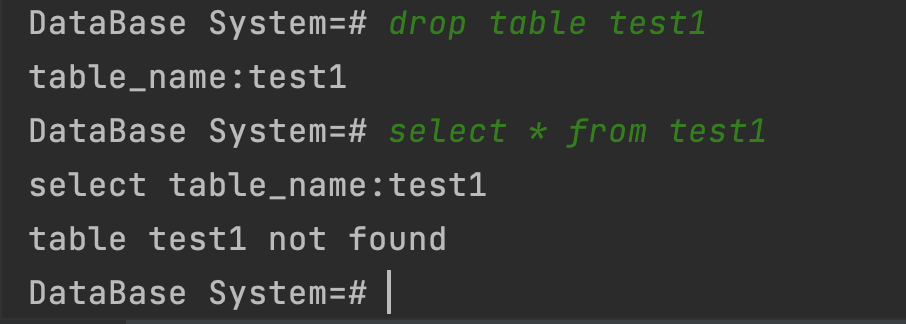 DataBase System=# drop table test1
table_name:test1
DataBase System=# select * from test1
select table_name:test1
table test1 not found
DataBase System=#